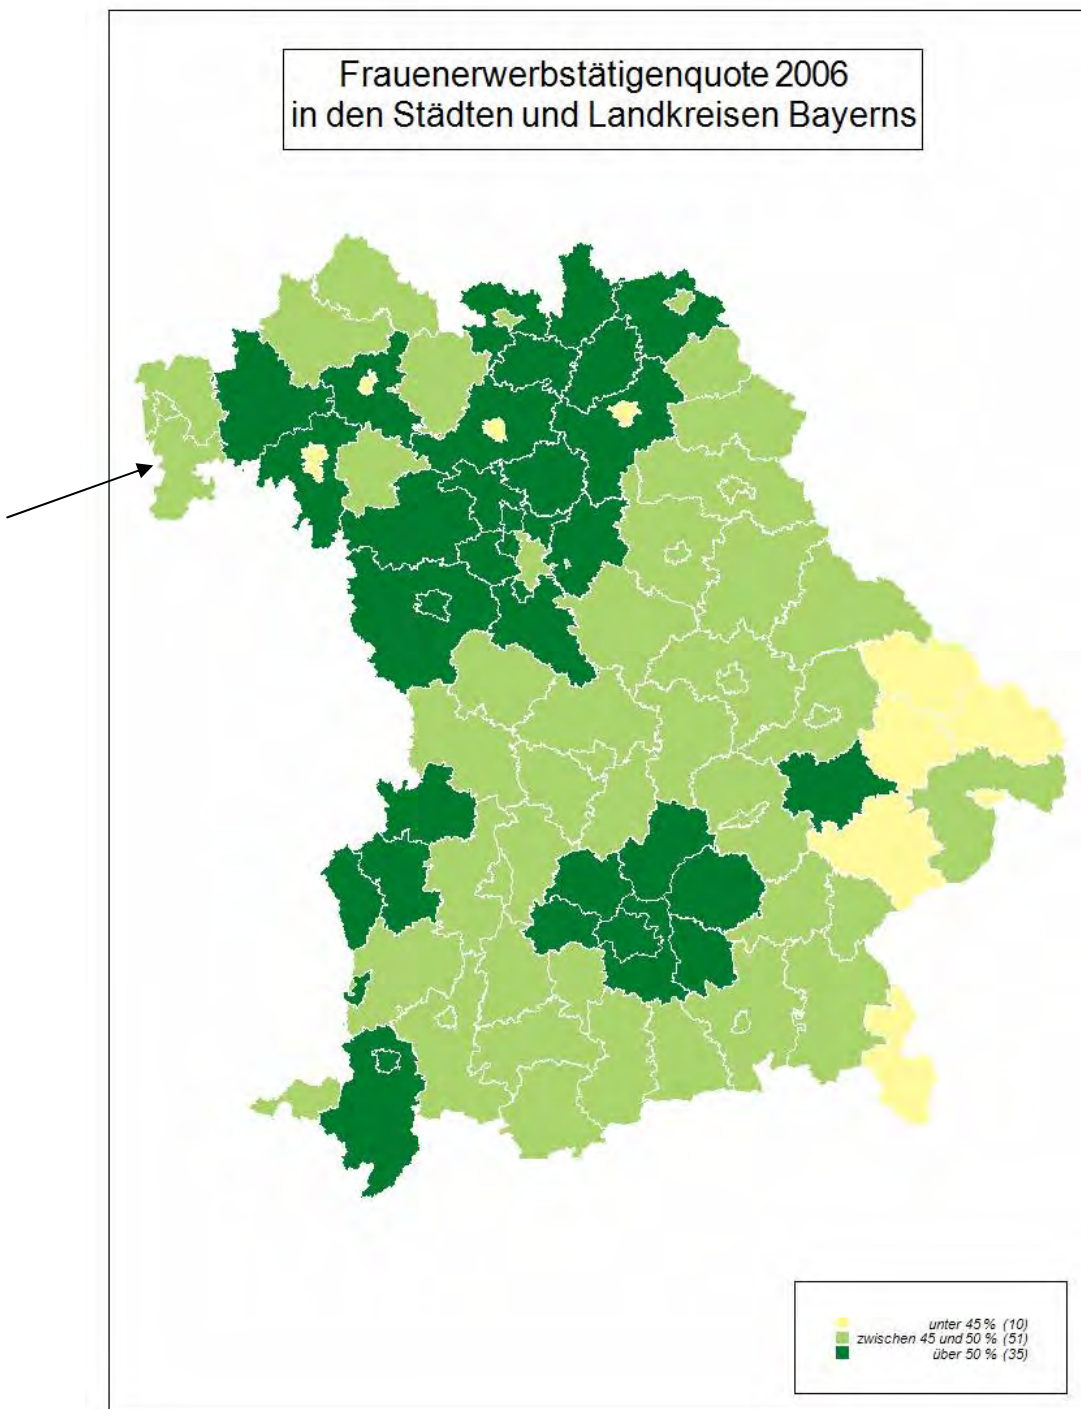 Frauenerwerbstätigenquote 2006
in den Städten und Landkreisen Bayerns
unter 45 % (10)
zwischen 45 und 50 % (51)
über 50 % (35)